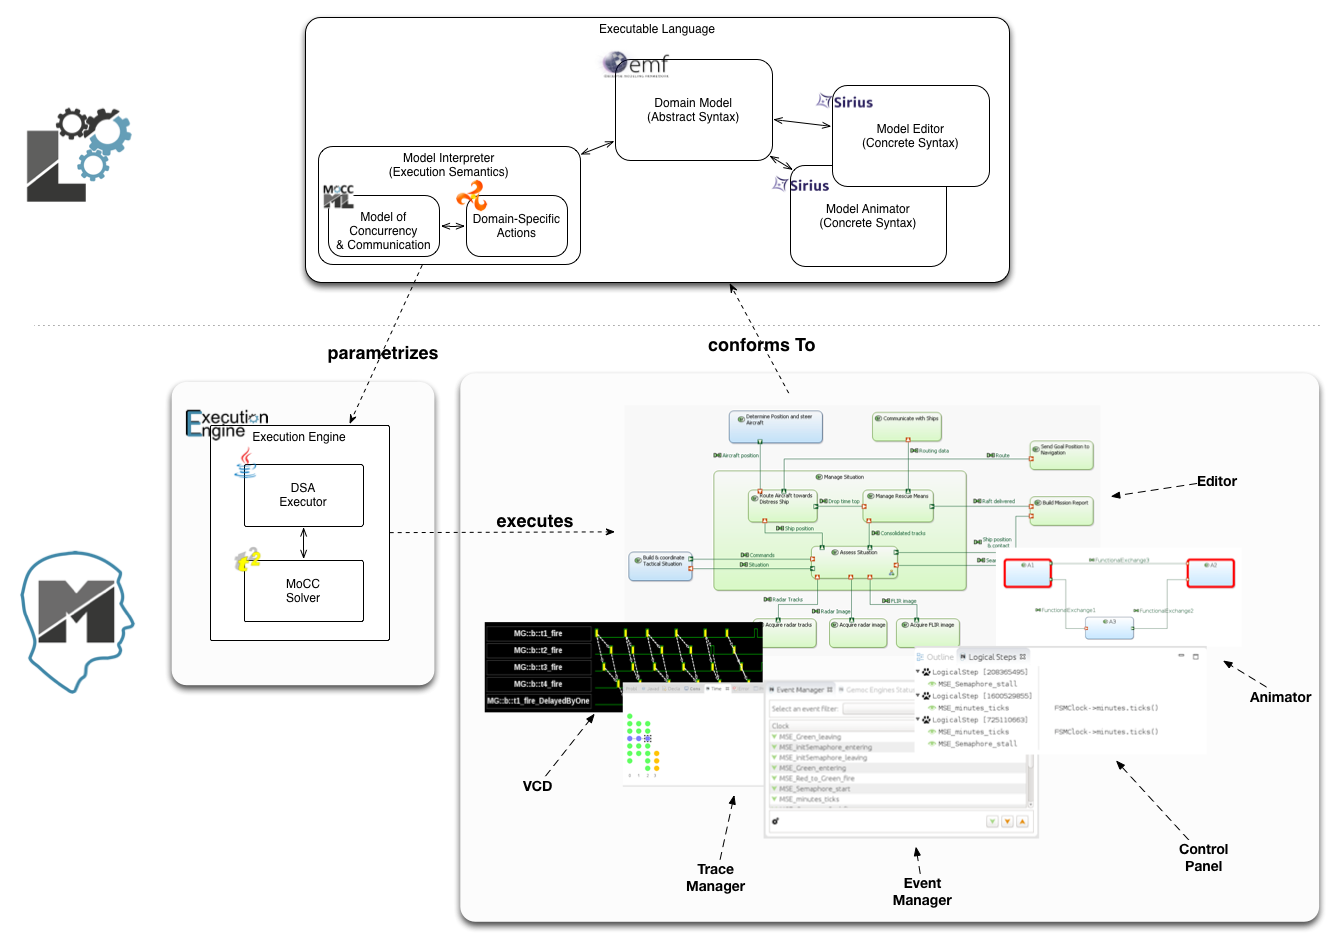 Executable Language
emf
Domain Model
(Abstract Syntax)
Sirius
Model Editor
(Concrete Syntax)
Sirius
Model Animator
(Concrete Syntax)
Model Interpreter
(Execution Semantics)
MoCC
ML
Model of
Concurrency
& Communication
Domain-Specific
Actions
L
parametrizes
conforms To
Execution
Engine
Execution Engine
DSA
Executor
MoCC
Solver
M
executes
Determine Position and steer
Aircraft
Communicate with Ships
Send Goal Position to
Navigation
Aircraft position
Routing data
Route
Manage Situation
Route Aircraft towards
Distress Ship
Drop time top
Manage Rescue Means
Raft delivered
Build Mission Report
Ship position
Consolidated tracks
Ship position
& contact
Build & coordinate
Tactical Situation
Commands
Situation
Assess Situation
Sear
Radar Tracks
Radar Image
FLIR image
Acquire radar tracks
Acquire radar image
Acquire FLIR image
A1
FunctionalExchange3
A2
FunctionalExchange1
FunctionalExchange2
A3
Editor
Animator
MG::b::t1_fire
MG::b::t2_fire
MG::b::t3_fire
MG::b::t4_fire
MG::b::t1_fire_DelayedByOne
VCD
Time
0 1 2 3
Trace
Manager
Event Manager
Gemoc Engines Status
Select an event filter:
Clock
MSE_Green_leaving
MSE_InitSemaphore_entering
MSE_InitSemaphore_leaving
MSE_Green_entering
MSE_Red_to_Green_fire
MSE_Semaphore_start
MSE_minutes_ticks
Event
Manager
Outline
Logical Steps
LogicalStep [208365495]
MSE_Semaphore_stall
LogicalStep [1600529855]
MSE_minutes_ticks FSMClock->minutes.ticks()
LogicalStep [725110663]
MSE_minutes_ticks FSMClock->minutes.ticks()
MSE_Semaphore_stall
Control
Panel